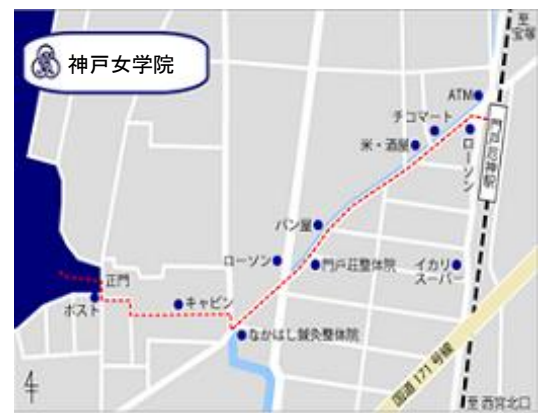 神戸女学院
至
宝塚
ATM
チコマート
米・酒屋
ローソン
門戸厄神駅
パン屋
ローソン
門戸荘整体院
イカリ
スーパー
正門
ポスト
キャビン
なかはし鍼灸整体院
国道171号線
至西宮北口